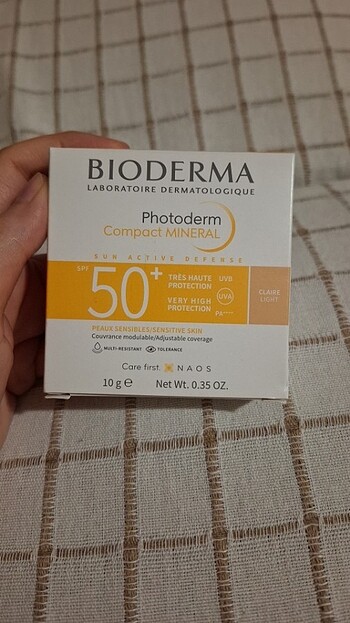 BIODERMA
LABORATOIRE DERMATOLOGIQUE
Photoderm
Compact MINERAL
SUN ACTIVE DEFENSE
SPF 50+
TRÈS HAUTE PROTECTION
UVB
VERY HIGH PROTECTION
UVA
PA++++
CLAIRE
LIGHT
PEAUX SENSIBLES/SENSITIVE SKIN
Couvrance modulable/Adjustable coverage
MULTI-RESISTANT TOLERANCE
Care first. NAOS
10 g e Net Wt. 0.35 OZ.